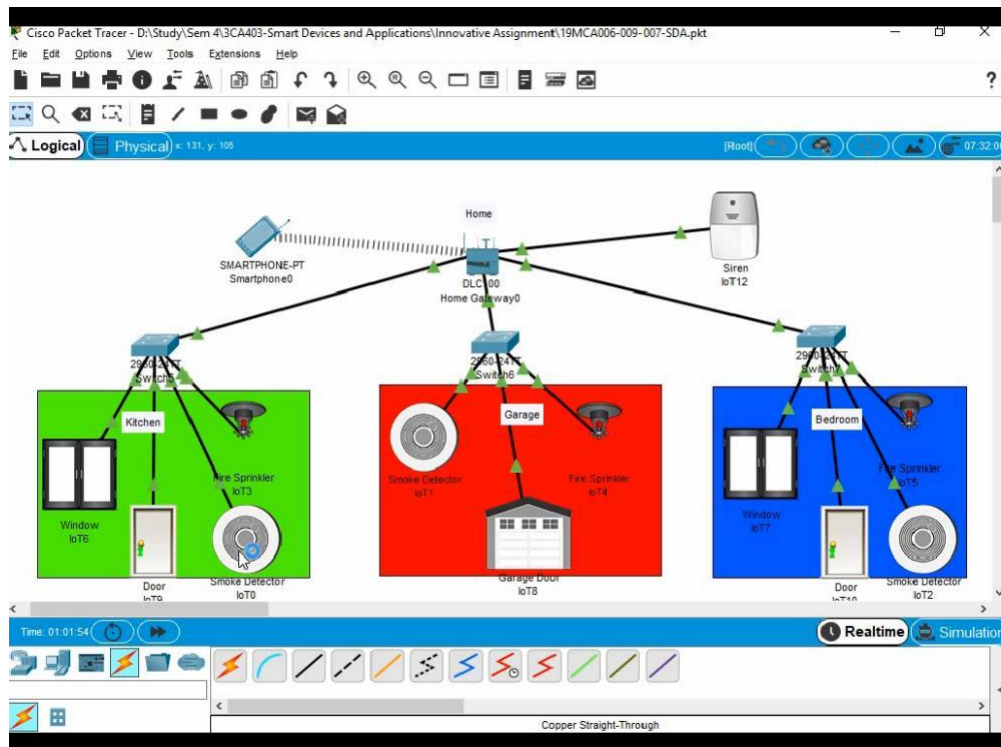 Cisco Packet Tracer - D:\Study\Sem 4\3CA403-Smart Devices and Applications\Innovative Assignment\19MCA006-009-007-SDA.pkt
File Edit Options View Tools Extensions Help
?
Logical Physical x: 131, y: 105 [Root] 07:32:0
Home
SMARTPHONE-PT
Smartphone0
DLC100
Home Gateway0
Siren
IoT12
2960-24TT
Switch5
2960-24TT
Switch6
2960-24TT
Switch7
Kitchen
Fire Sprinkler
IoT3
Window
IoT6
Door
IoT9
Smoke Detector
IoT0
Garage
Smoke Detector
IoT1
Fire Sprinkler
IoT4
Garage Door
IoT8
Bedroom
Fire Sprinkler
IoT5
Window
IoT7
Door
IoT10
Smoke Detector
IoT2
Time: 01:01:54 Realtime Simulation
Copper Straight-Through